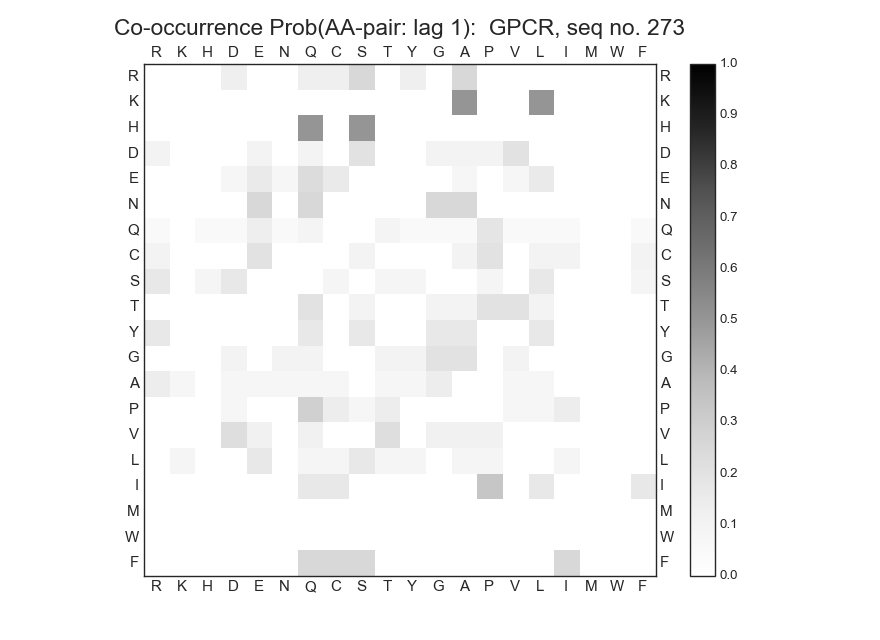 Co-occurrence Prob(AA-pair: lag 1):  GPCR, seq no. 273
R K H D E N Q C S T Y G A P V L I M W F
R R 1.0
K K 0.9
H H
D D 0.8
E E
N N 0.7
Q Q
C C 0.6
S S
T T 0.5
Y Y
G G 0.4
A A
P P 0.3
V V
L L 0.2
I I
M M 0.1
W W
F F 0.0
R K H D E N Q C S T Y G A P V L I M W F